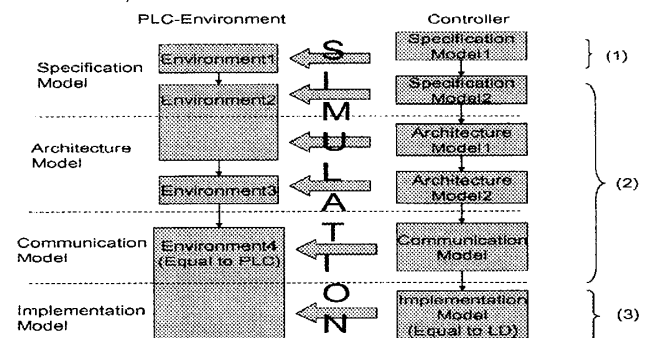 PLC-Environment
Controller
Specification
Model
Environment1
Specification
Model1
(1)
Environment2
Specification
Model2
Architecture
Model
Architecture
Model1
Environment3
Architecture
Model2
(2)
Communication
Model
Environment4
(Equal to PLC)
Communication
Model
Implementation
Model
Implementation
Model
(Equal to LD)
(3)
SIMULATION